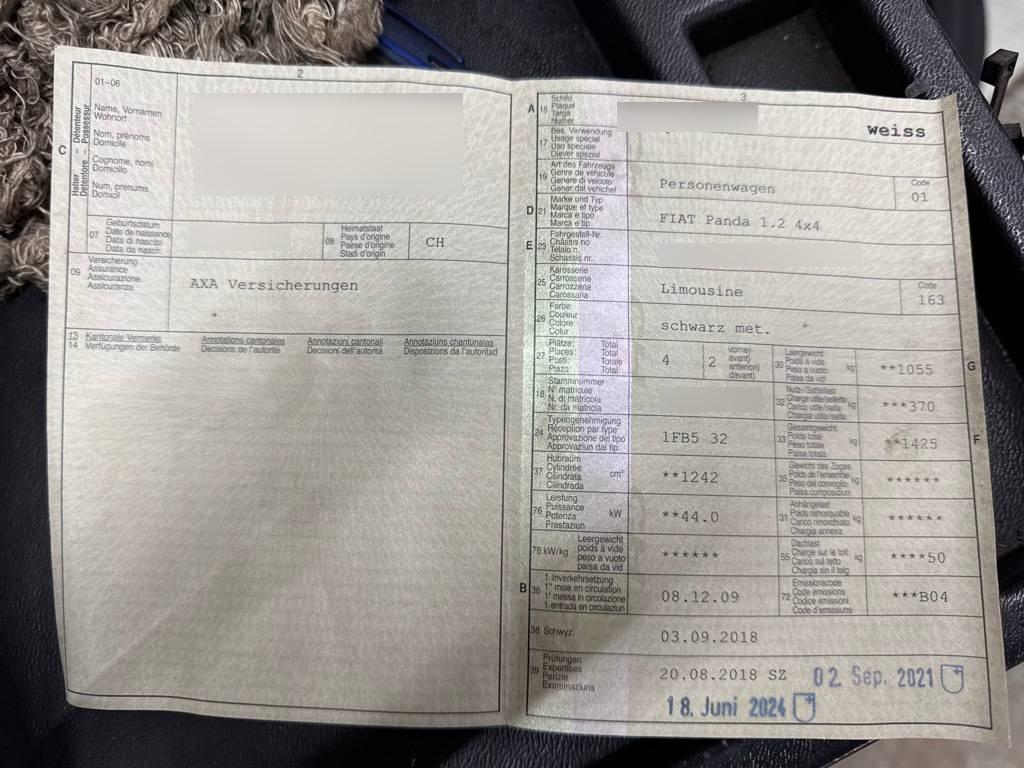 2
01–06
Halter – Détenteur
Detentore – Possessur
C
Name, Vornamen
Wohnort
Nom, prénoms
Domicile
Cognome, nomi
Domicilio
Num, prenums
Domicil
07
Geburtsdatum
Date de naissance
Data di nascita
Data da nasch.
08
Heimatstaat
Pays d'origine
Paese d'origine
Stadi d'origin
CH
09
Versicherung
Assurance
Assicurazione
Assicuranza
AXA Versicherungen
13 Kantonale Vermerke Annotations cantonales Annotazioni cantonali Annotaziuns chantunalas
14 Verfügungen der Behörde Décisions de l'autorité Decisioni dell'autorità Disposiziuns da l'autoritad
3
A 15
Schild
Plaque
Targa
Numer
weiss
17
Bes. Verwendung
Usage spécial
Uso speciale
Diever spezial
19
Art des Fahrzeugs
Genre de véhicule
Genere di veicolo
Gener dal vehichel
Personenwagen
Code
01
D 21
Marke und Typ
Marque et type
Marca e tipo
Marca e tip
FIAT Panda 1.2 4x4
E 23
Fahrgestell-Nr.
Châssis no
Telaio n.
Schassis nr.
25
Karosserie
Carrosserie
Carrozzeria
Carossaria
Limousine
Code
163
26
Farbe
Couleur
Colore
Colur
schwarz met.
27
Plätze: Total
Places: Total
Posti: Totale
Plazs: Total
4
2
vorne)
avant)
anteriori)
davant)
30
Leergewicht
Poids à vide
Peso a vuoto
Paisa da vid
kg
**1055
G
18
Stammnummer
N° matricule
N. di matricola
Nr. da matricla
32
Nutz-/Sattellast
Charge utile/sellette
Carico utile/sella
Chargia utila/sella
kg
***370
24
Typengenehmigung
Réception par type
Approvazione del tipo
Approvaziun dal tip
1FB5 32
33
Gesamtgewicht
Poids total
Peso totale
Paisa totala
kg
**1425
F
37
Hubraum
Cylindrée
Cilindrata
Cilindrada
cm³
**1242
35
Gewicht des Zuges
Poids de l'ensemble
Peso del convoglio
Paisa cumposiziun
kg
******
76
Leistung
Puissance
Potenza
Prestaziun
kW
**44.0
31
Anhängelast
Poids remorquable
Carico rimorchiato
Chargia annexa
kg
******
78 kW/kg
Leergewicht
poids à vide
peso a vuoto
paisa da vid
******
55
Dachlast
Charge sur le toit
Carico sul tetto
Chargia sin il tetg
kg
****50
B 36
1. Inverkehrsetzung
1re mise en circulation
1a messa in circolazione
1. entrada en circulaziun
08.12.09
72
Emissionscode
Code émissions
Codice emissioni
Code d'emissiuns
***B04
38 Schwyz,
03.09.2018
39
Prüfungen
Expertises
Perizie
Examinaziuns
20.08.2018 SZ 02. Sep. 2021
18. Juni 2024